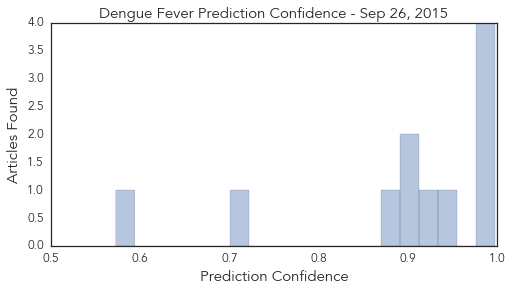 Dengue Fever Prediction Confidence - Sep 26, 2015
4.0
3.5
3.0
2.5
2.0
1.5
1.0
0.5
0.0
Articles Found
0.5 0.6 0.7 0.8 0.9 1.0
Prediction Confidence